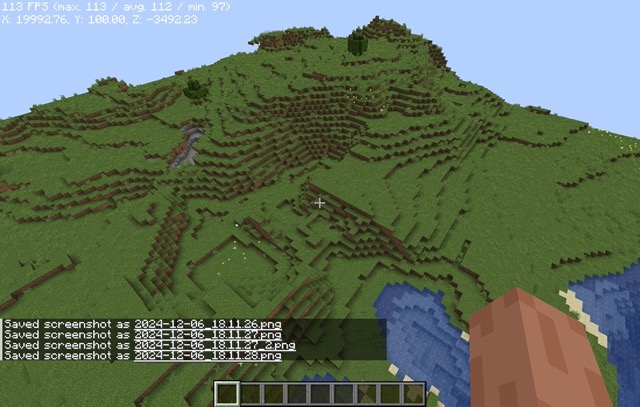 113 FPS (max. 113 / avg. 112 / min. 97)
X: 19992.76, Y: 100.00, Z: -3492.23
Saved screenshot as 2024-12-06_18.11.26.png
Saved screenshot as 2024-12-06_18.11.27.png
Saved screenshot as 2024-12-06_18.11.27_2.png
Saved screenshot as 2024-12-06_18.11.28.png